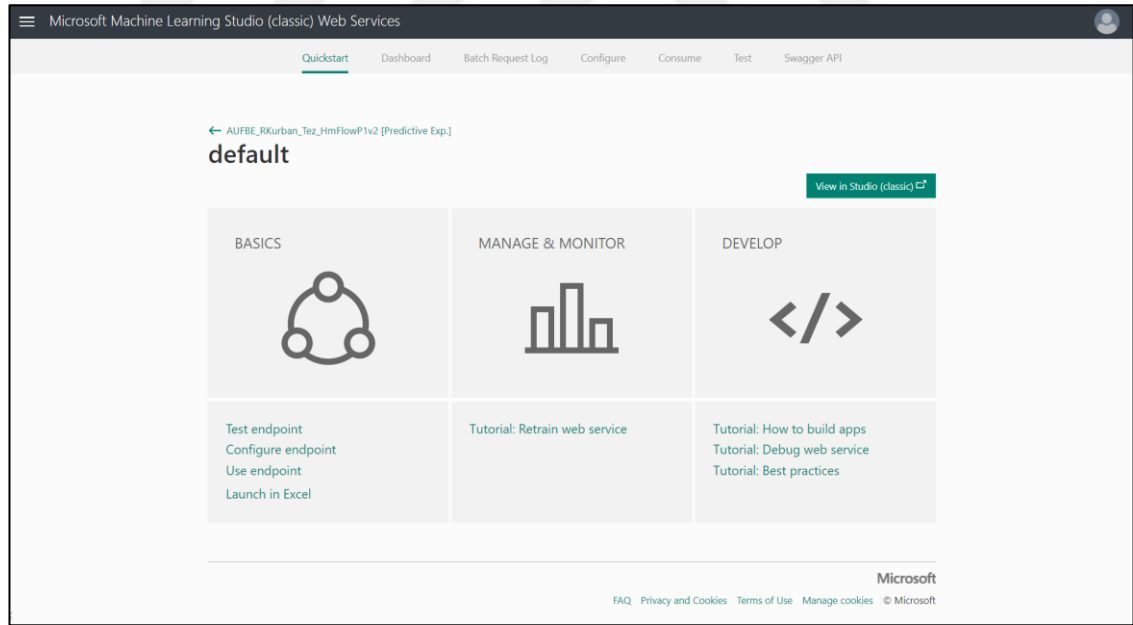 Microsoft Machine Learning Studio (classic) Web Services
Quickstart Dashboard Batch Request Log Configure Consume Test Swagger API
← AUFBE_RKurban_Tez_HmFlowP1v2 [Predictive Exp.]
default
View in Studio (classic)
BASICS
MANAGE & MONITOR
DEVELOP
</>
Test endpoint
Configure endpoint
Use endpoint
Launch in Excel
Tutorial: Retrain web service
Tutorial: How to build apps
Tutorial: Debug web service
Tutorial: Best practices
Microsoft
FAQ Privacy and Cookies Terms of Use Manage cookies © Microsoft